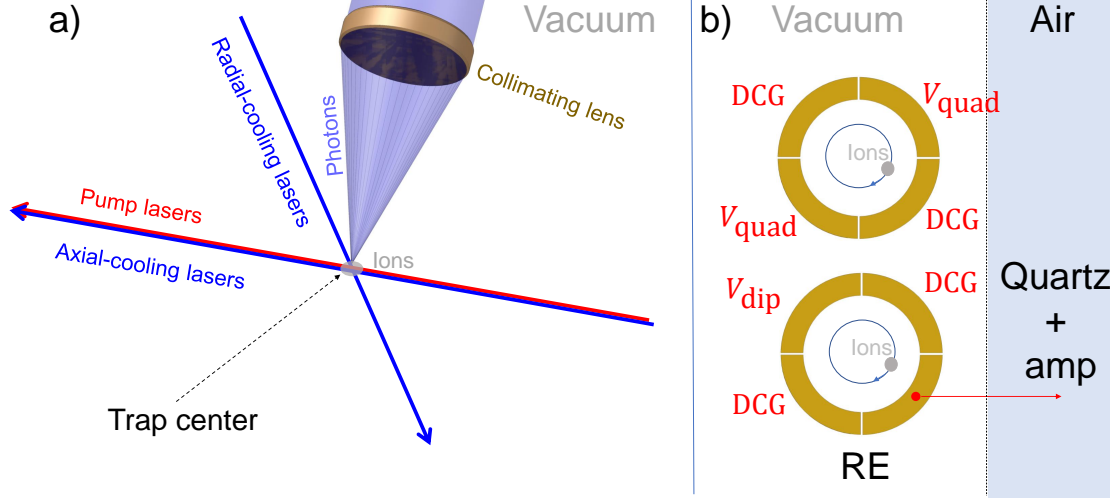 a)
Vacuum
Radial-cooling lasers
Photons
Collimating lens
Pump lasers
Axial-cooling lasers
Ions
Trap center
b)
Vacuum
Air
DCG
V_quad
Ions
V_quad
DCG
V_dip
DCG
Ions
DCG
RE
Quartz
+
amp